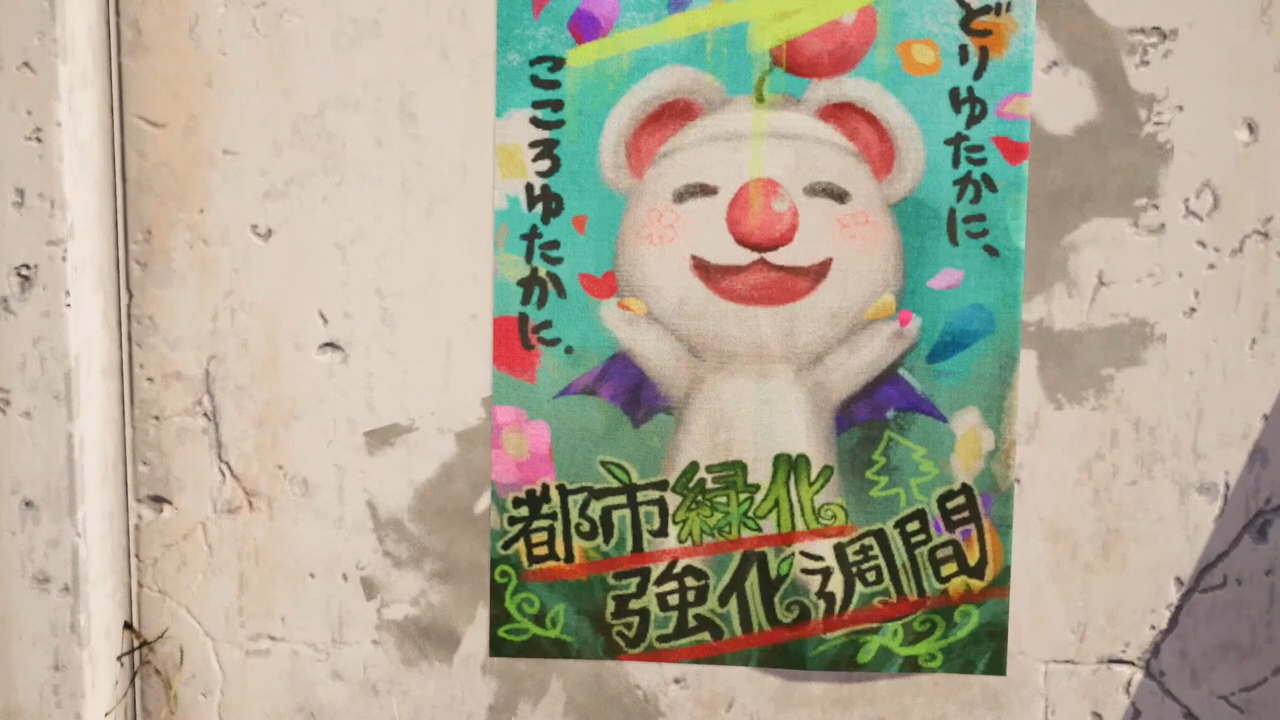 どりゆたかに、
こころゆたかに.
都市緑化
強化週間